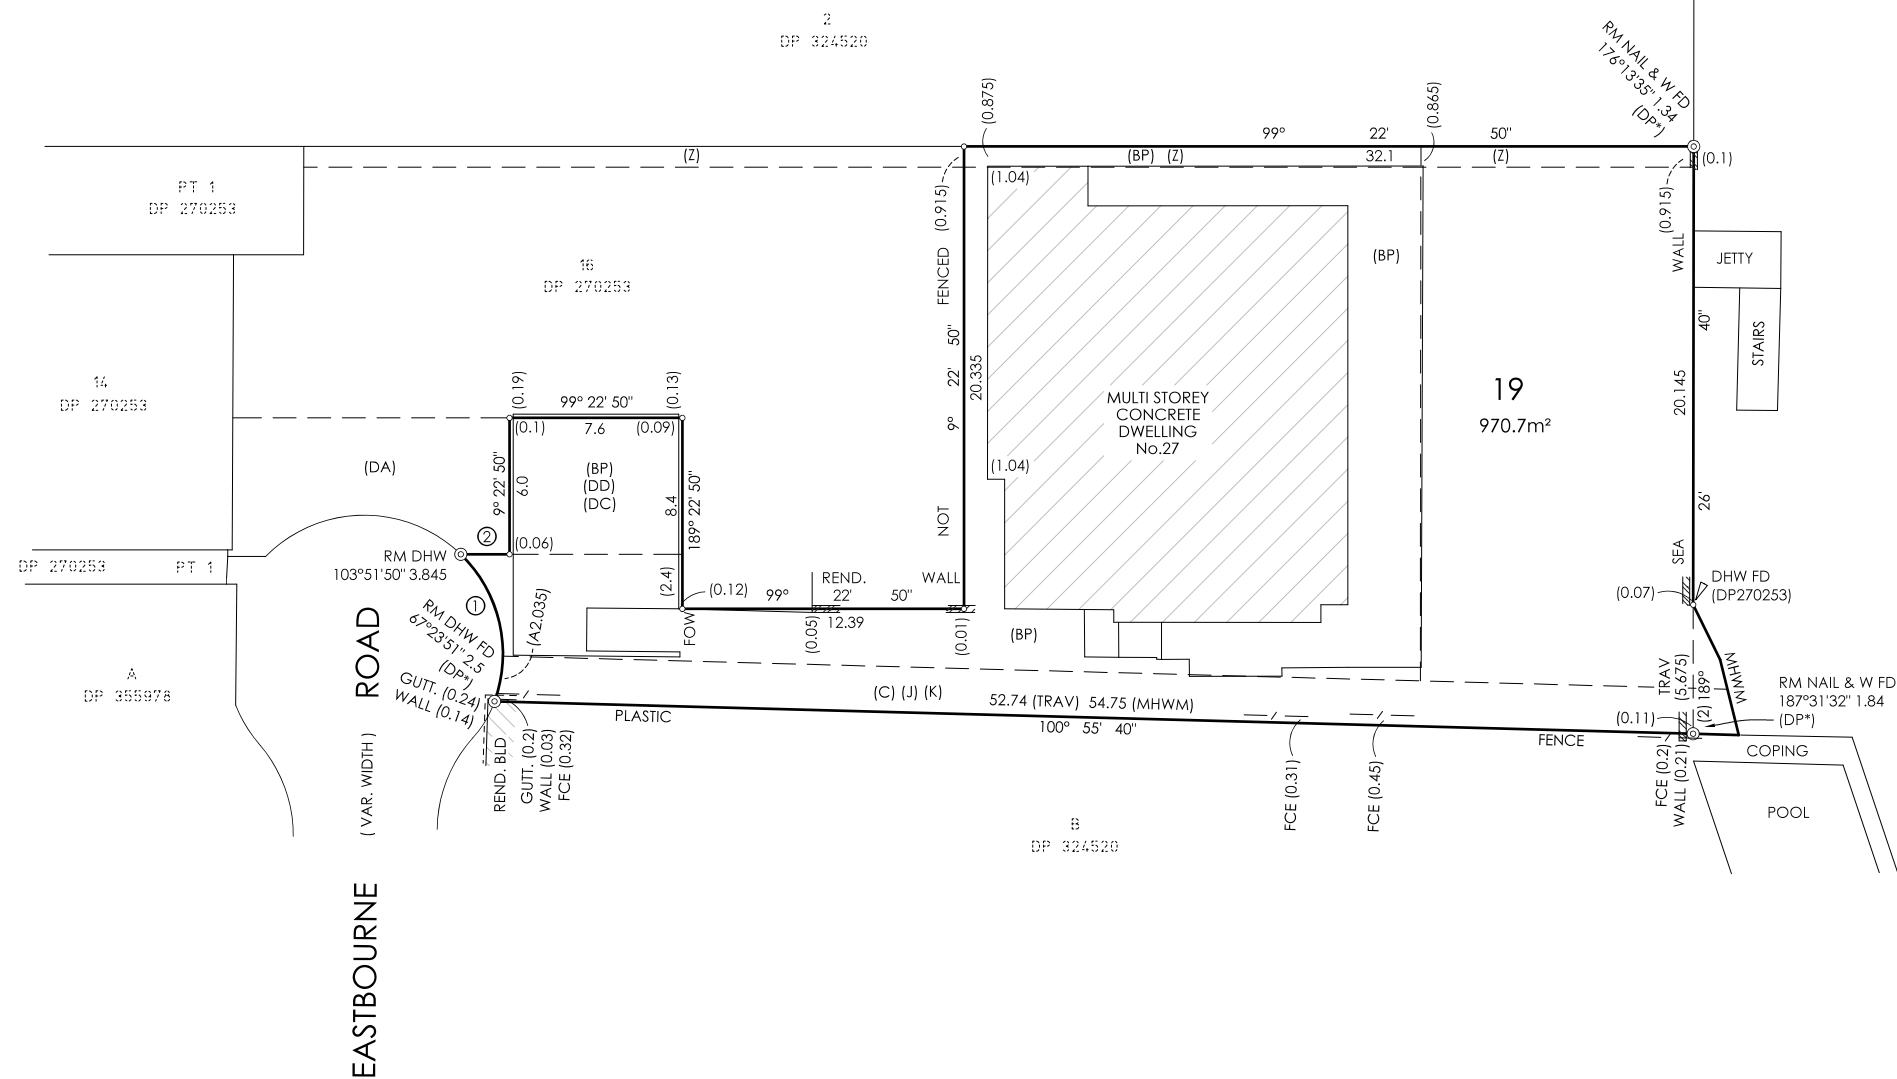 2
DP 324520
RM NAIL & W FD
176°13'35" 1.34
(DP*)
(0.875)
(0.865)
99° 22' 50"
(Z)
(BP) (Z)
32.1
(Z)
(0.1)
PT 1
DP 270253
(1.04)
(0.915)
(0.915)
FENCED
WALL
(BP)
JETTY
16
DP 270253
9° 22' 50"
20.335
26' 40"
20.145
STAIRS
14
DP 270253
(0.19)
99° 22' 50"
(0.13)
(0.1)
7.6
(0.09)
MULTI STOREY
CONCRETE
DWELLING
No.27
19
970.7m²
(DA)
9° 22' 50"
6.0
(BP)
(DD)
(DC)
8.4
189° 22' 50"
(1.04)
NOT
2
(0.06)
RM DHW
103°51'50" 3.845
DP 270253
PT 1
SEA
(2.4)
(0.12)
REND.
WALL
99° 22' 50"
12.39
(0.07)
DHW FD
(DP270253)
1
RM DHW FD
67°23'51" 2.5
(DP*)
GUTT. (0.24)
WALL (0.14)
(A2.035)
FOW
(0.05)
(0.01)
(BP)
A
DP 355978
(C) (J) (K)
52.74 (TRAV) 54.75 (MHWM)
100° 55' 40"
PLASTIC
FENCE
TRAV
(5.675)
(2) 189°
MHWM
RM NAIL & W FD
187°31'32" 1.84
(DP*)
(0.11)
COPING
REND. BLD
GUTT. (0.2)
WALL (0.03)
FCE (0.32)
FCE (0.31)
FCE (0.45)
FCE (0.2)
WALL (0.21)
POOL
B
DP 324520
EASTBOURNE ( VAR. WIDTH ) ROAD